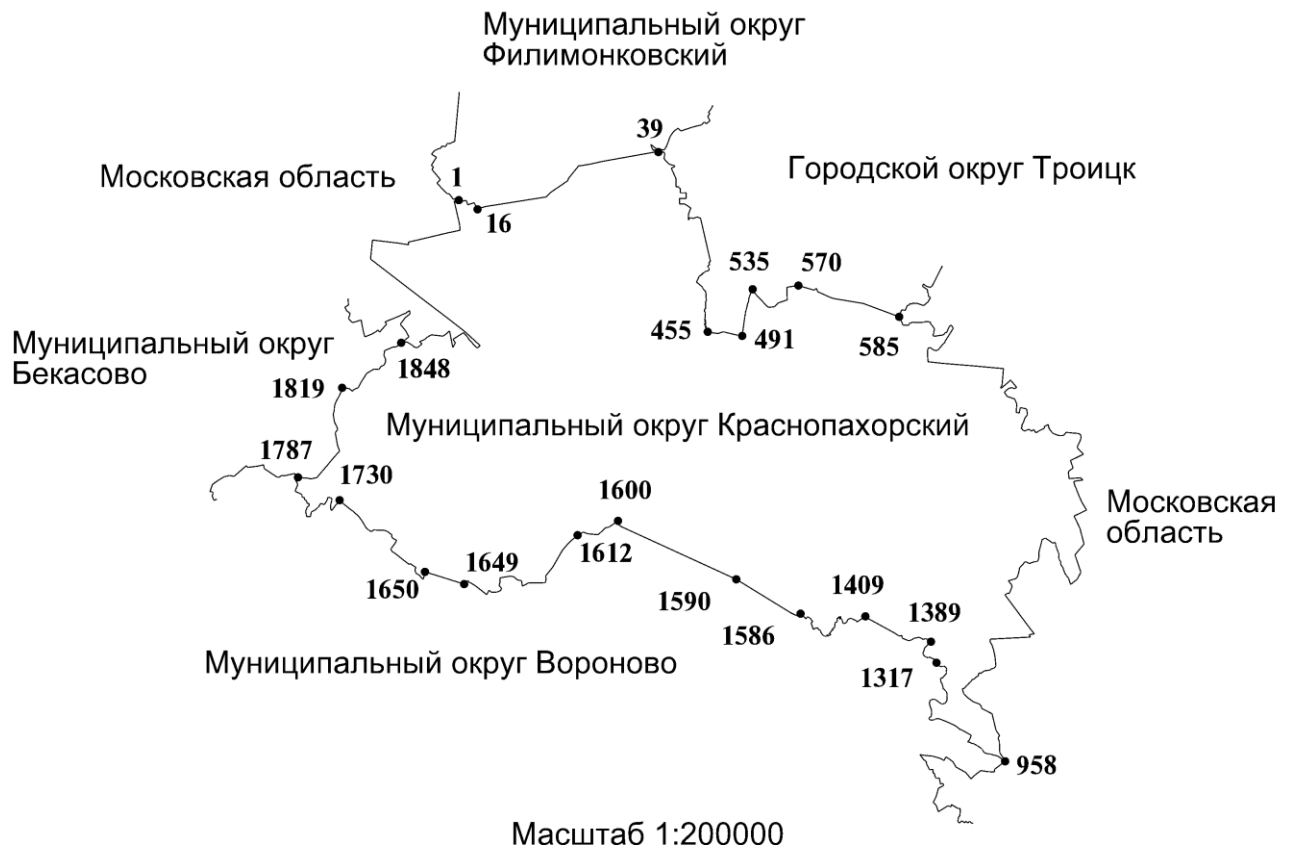 Муниципальный округ
Филимонковский
39
Московская область
1
Городской округ Троицк
16
535
570
455
491
585
Муниципальный округ
Бекасово
1848
1819
Муниципальный округ Краснопахорский
1787
1730
1600
Московская
область
1612
1649
1650
1590
1409
1586
1389
Муниципальный округ Вороново
1317
958
Масштаб 1:200000